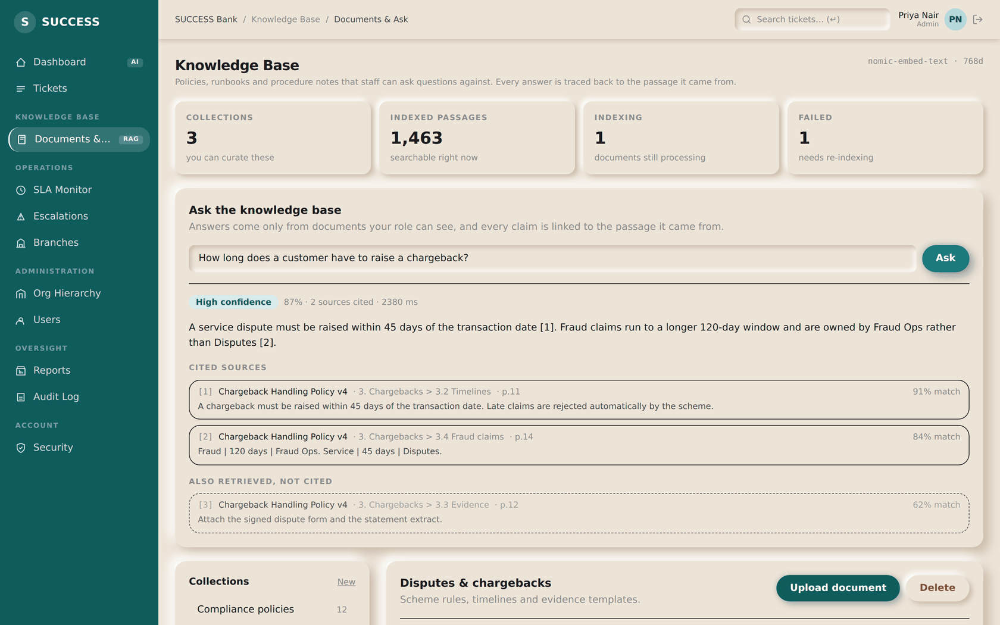 S SUCCESS
Dashboard AI
Tickets
KNOWLEDGE BASE
Documents &... RAG
OPERATIONS
SLA Monitor
Escalations
Branches
ADMINISTRATION
Org Hierarchy
Users
OVERSIGHT
Reports
Audit Log
ACCOUNT
Security
SUCCESS Bank / Knowledge Base / Documents & Ask
Search tickets... (↵)
Priya Nair
Admin
PN
Knowledge Base
nomic-embed-text · 768d
Policies, runbooks and procedure notes that staff can ask questions against. Every answer is traced back to the passage it came from.
COLLECTIONS
3
you can curate these
INDEXED PASSAGES
1,463
searchable right now
INDEXING
1
documents still processing
FAILED
1
needs re-indexing
Ask the knowledge base
Answers come only from documents your role can see, and every claim is linked to the passage it came from.
How long does a customer have to raise a chargeback?
Ask
High confidence 87% · 2 sources cited · 2380 ms
A service dispute must be raised within 45 days of the transaction date [1]. Fraud claims run to a longer 120-day window and are owned by Fraud Ops rather
than Disputes [2].
CITED SOURCES
[1] Chargeback Handling Policy v4 · 3. Chargebacks > 3.2 Timelines · p.11 91% match
A chargeback must be raised within 45 days of the transaction date. Late claims are rejected automatically by the scheme.
[2] Chargeback Handling Policy v4 · 3. Chargebacks > 3.4 Fraud claims · p.14 84% match
Fraud | 120 days | Fraud Ops. Service | 45 days | Disputes.
ALSO RETRIEVED, NOT CITED
[3] Chargeback Handling Policy v4 · 3. Chargebacks > 3.3 Evidence · p.12 62% match
Attach the signed dispute form and the statement extract.
Collections New
Compliance policies 12
Disputes & chargebacks
Scheme rules, timelines and evidence templates.
Upload document
Delete